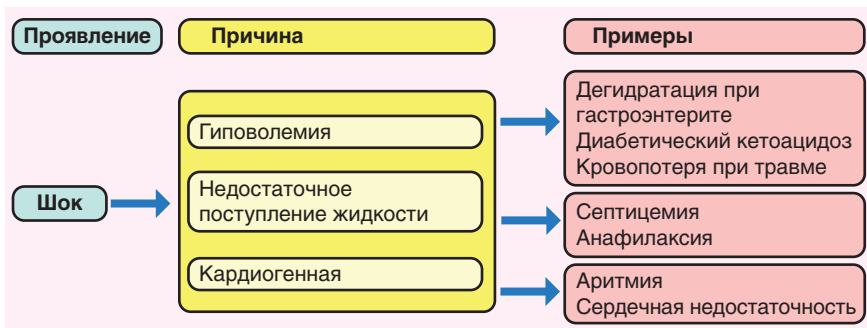 Проявление
Причина
Примеры
Шок
Гиповолемия
Недостаточное
поступление жидкости
Кардиогенная
Дегидратация при
гастроэнтерите
Диабетический кетоацидоз
Кровопотеря при травме
Септицемия
Анафилаксия
Аритмия
Сердечная недостаточность